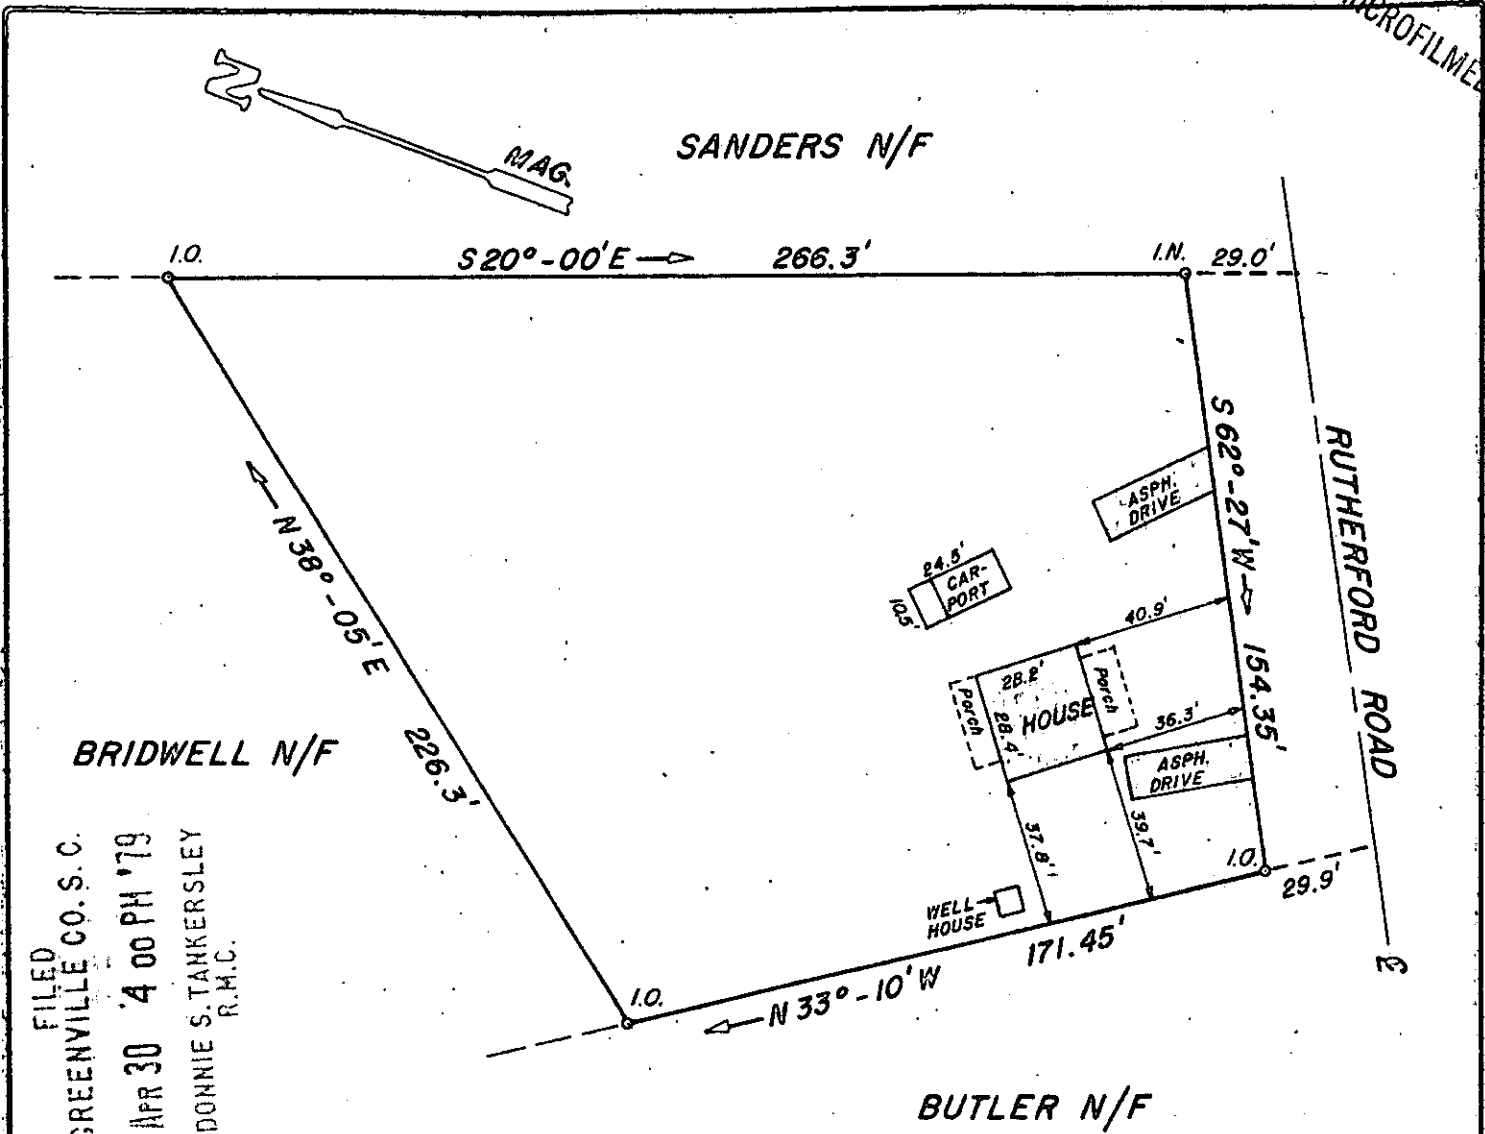 MICROFILMED
N
MAG.
SANDERS N/F
I.O.
S 20°-00' E
266.3'
I.N.
29.0'
S 62°-27' W
154.35'
RUTHERFORD ROAD
ASPH. DRIVE
24.5'
10.5'
CAR-
PORT
40.9'
28.2'
28.4'
HOUSE
Porch
Porch
36.3'
ASPH.
DRIVE
N 38°-05' E
226.3'
BRIDWELL N/F
37.8'
39.7'
WELL
HOUSE
I.O.
29.9'
171.45'
N 33°-10' W
I.O.
BUTLER N/F
FILED
GREENVILLE CO. S. C.
APR 30 4 00 PM '79
DONNIE S. TANKERSLEY
R.M.C.